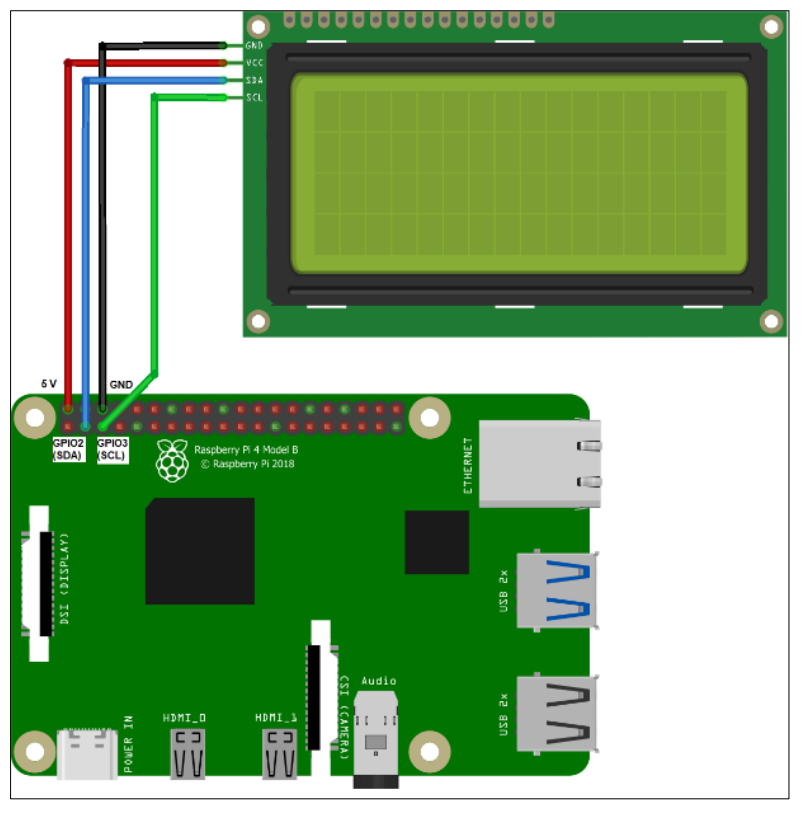 GND
VCC
SDA
SCL
5 V
GND
GPIO2
(SDA)
GPIO3
(SCL)
Raspberry Pi 4 Model B
© Raspberry Pi 2018
ETHERNET
DSI (DISPLAY)
USB 2x
Audio
CSI (CAMERA)
USB 2x
HDMI_0
HDMI_1
POWER IN